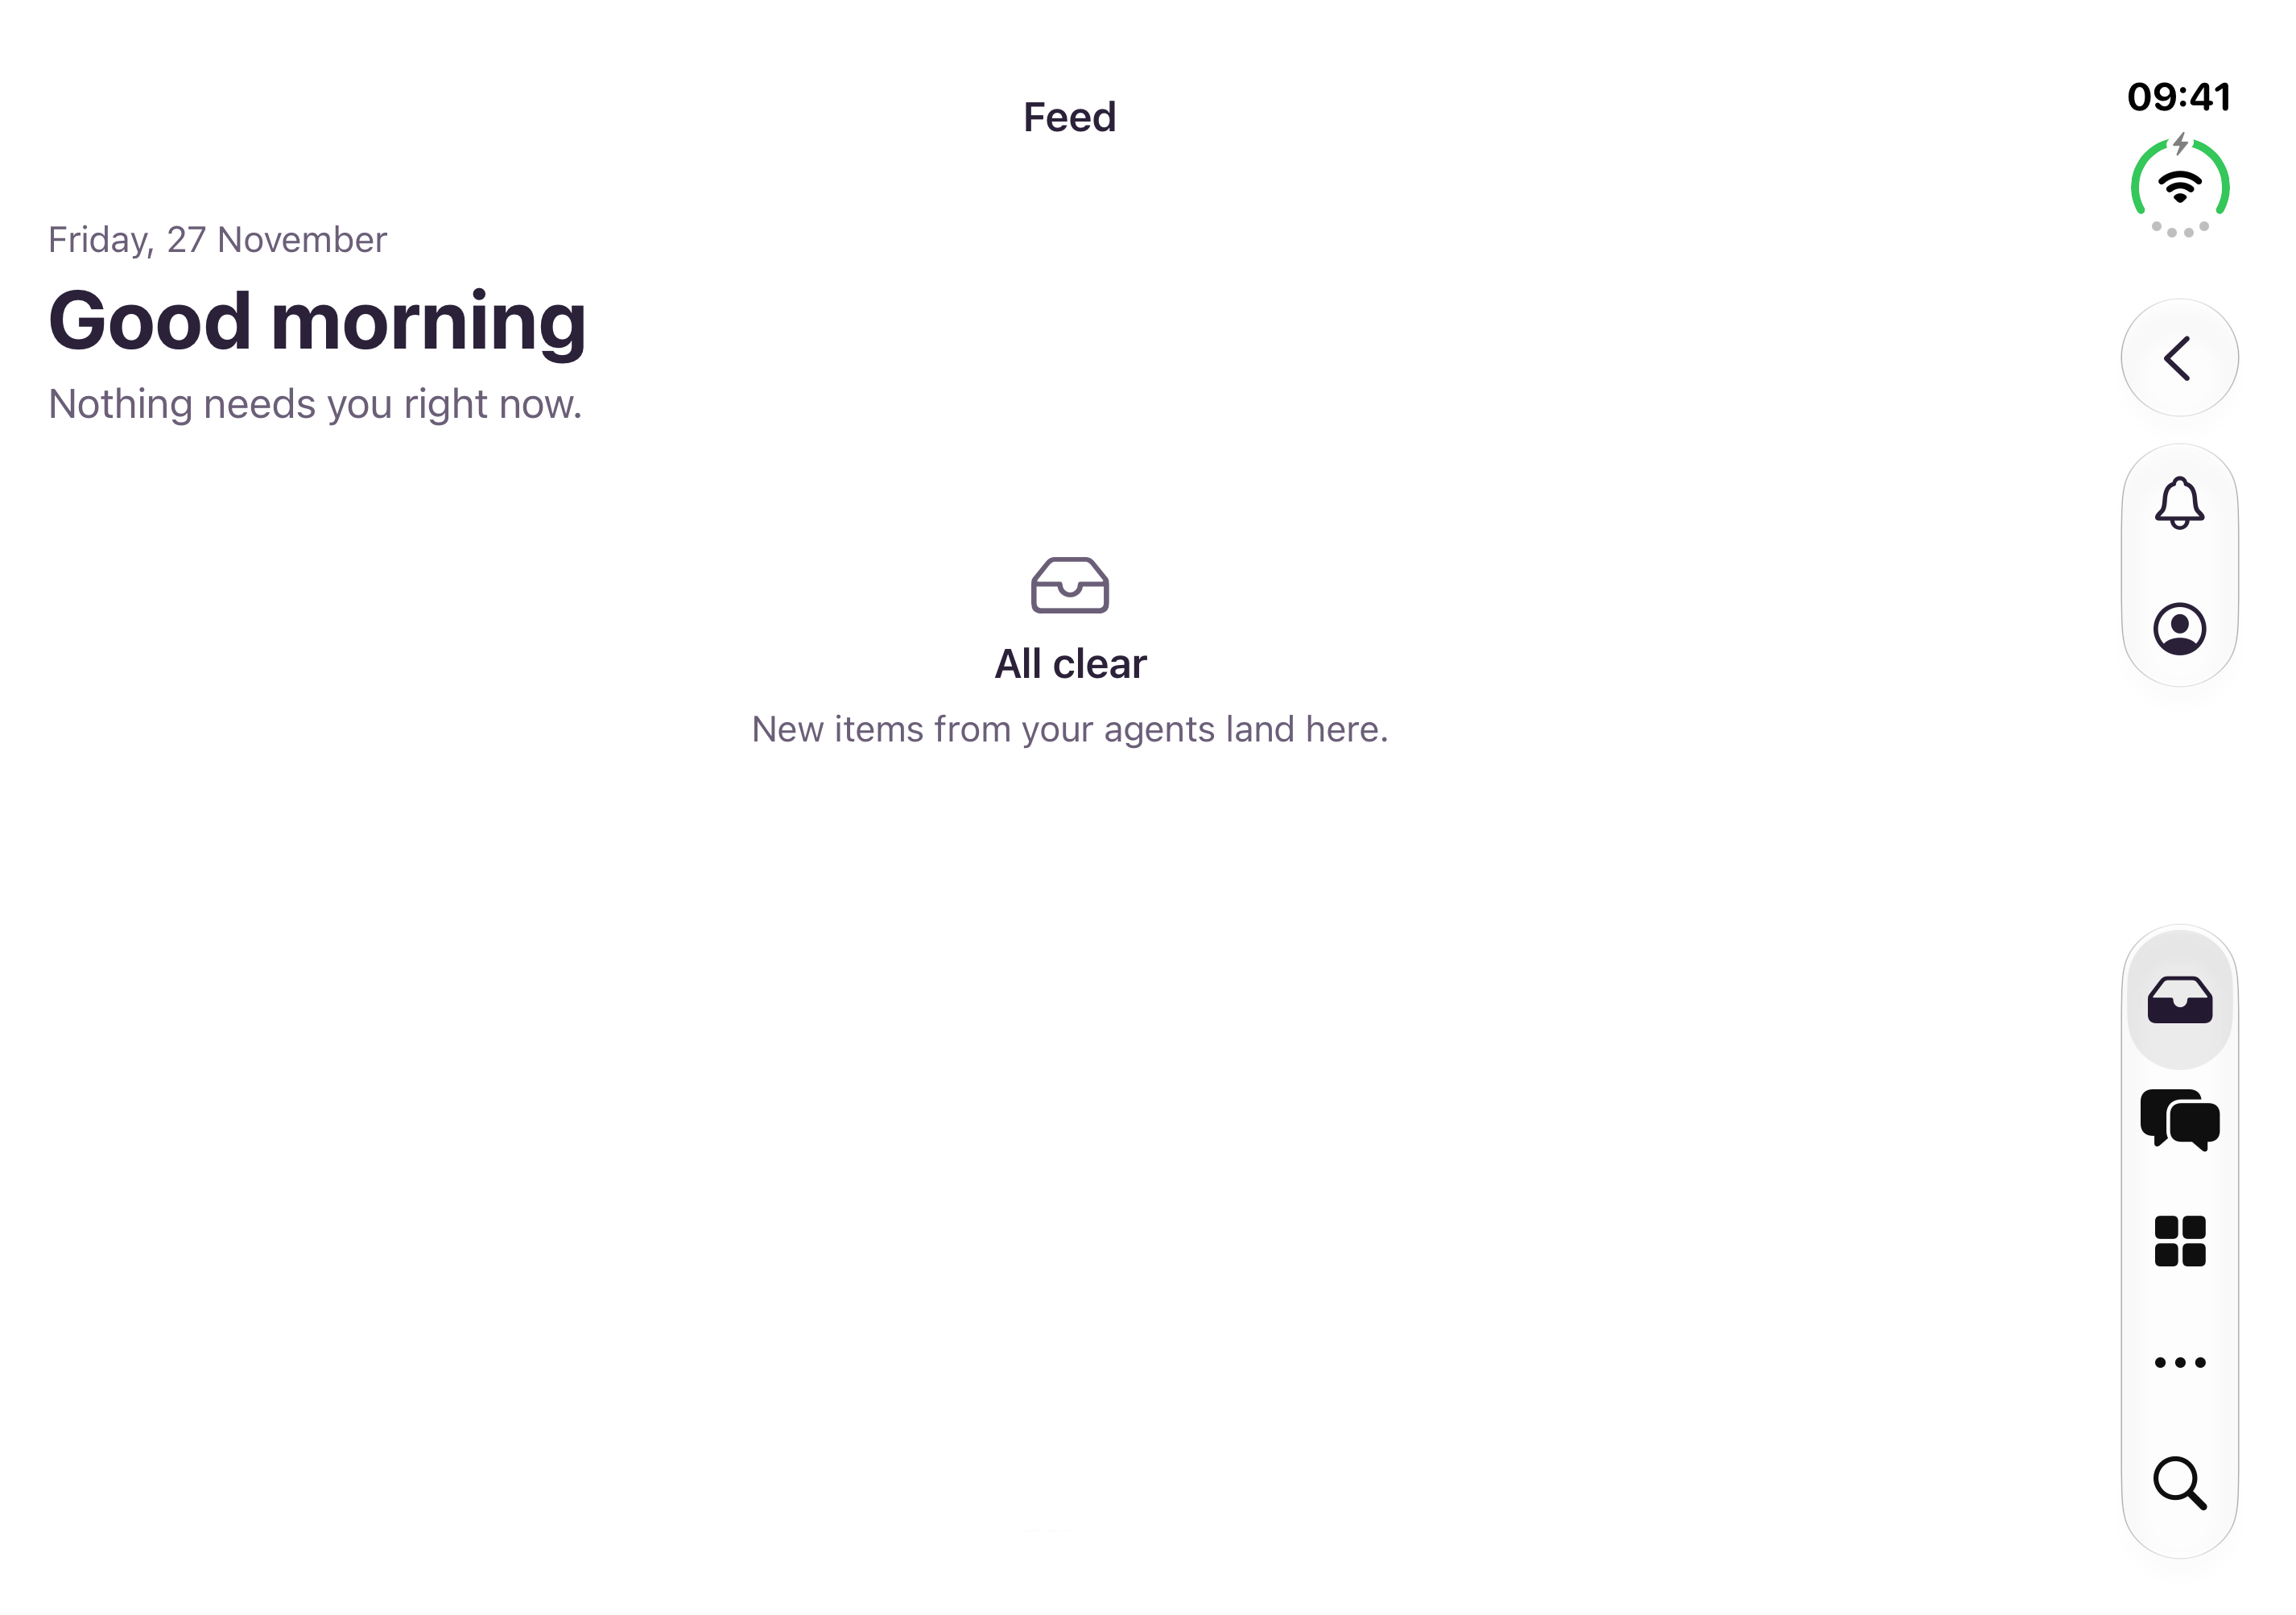 Feed
09:41
Friday, 27 November
Good morning
Nothing needs you right now.
All clear
New items from your agents land here.